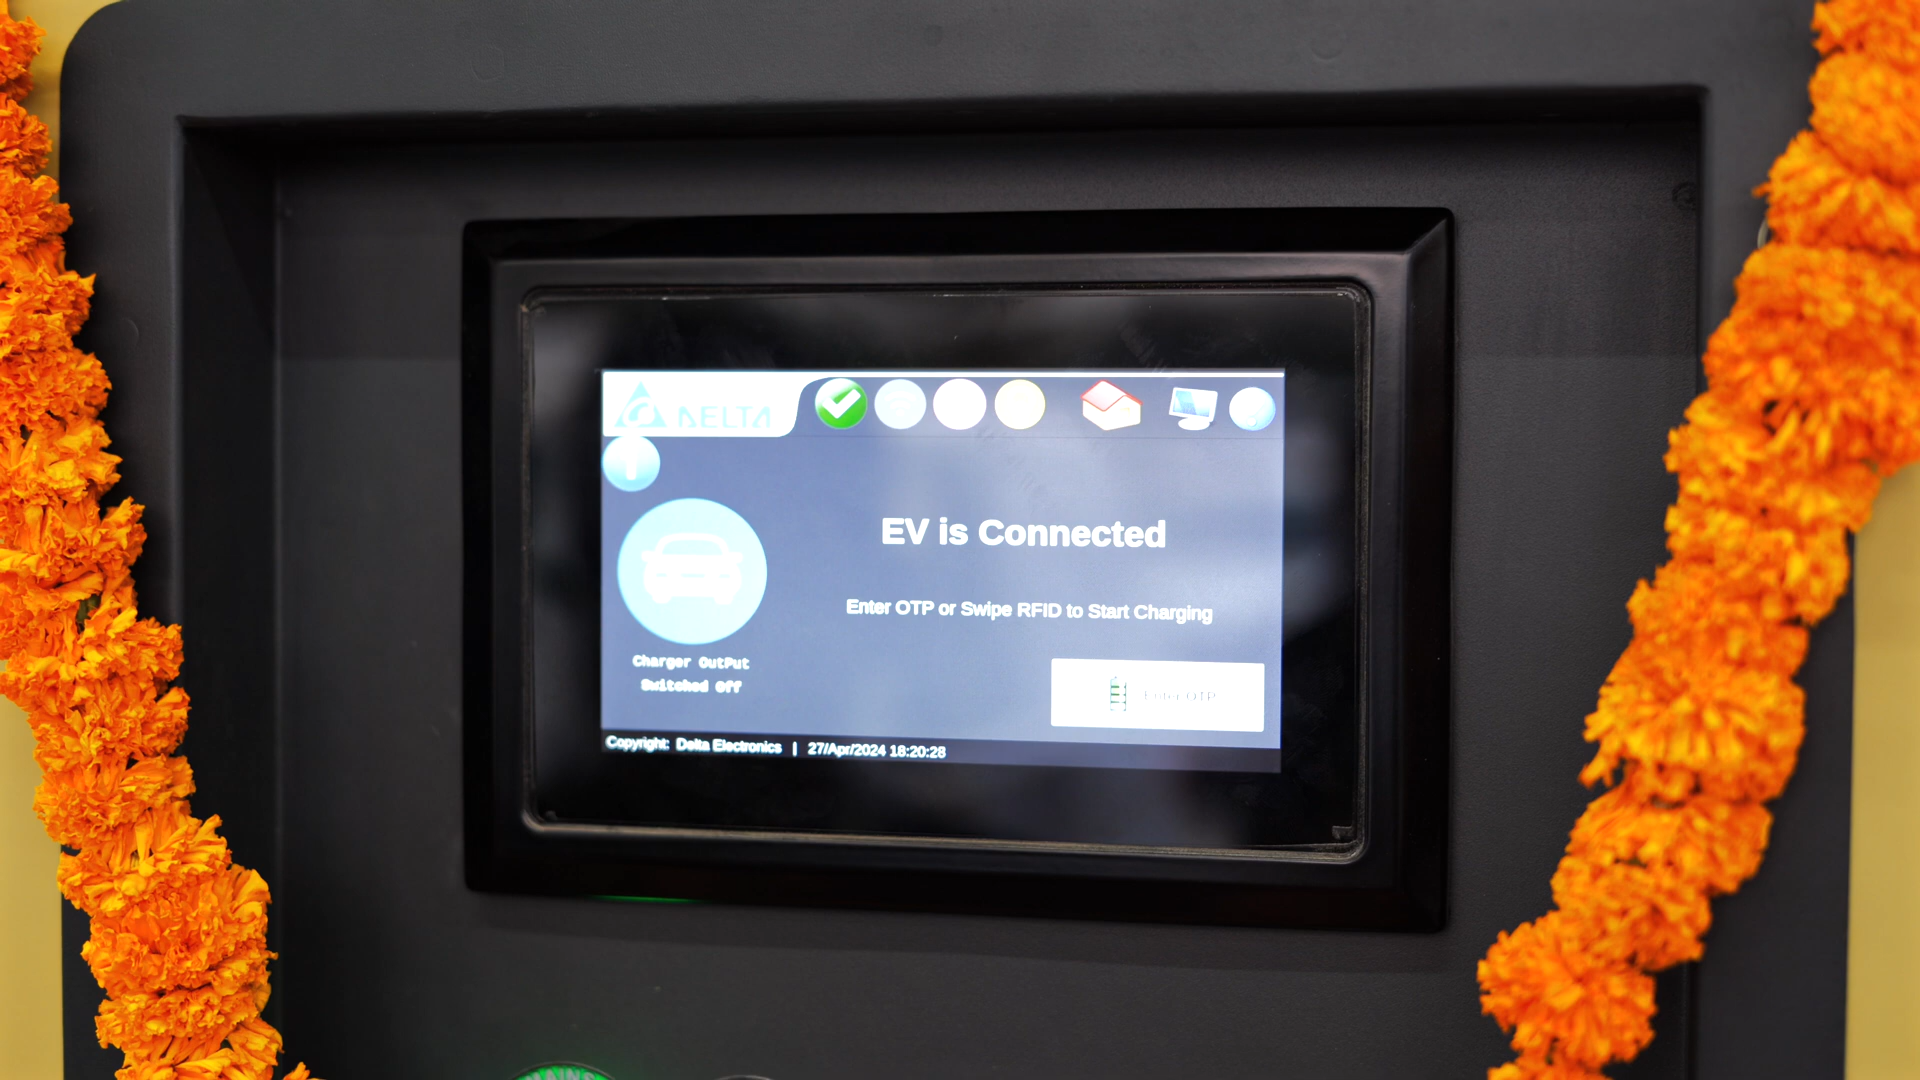 DELTA
EV is Connected
Enter OTP or Swipe RFID to Start Charging
Charger OutPut
Switched Off
Enter OTP
Copyright: Delta Electronics | 27/Apr/2024 18:20:28